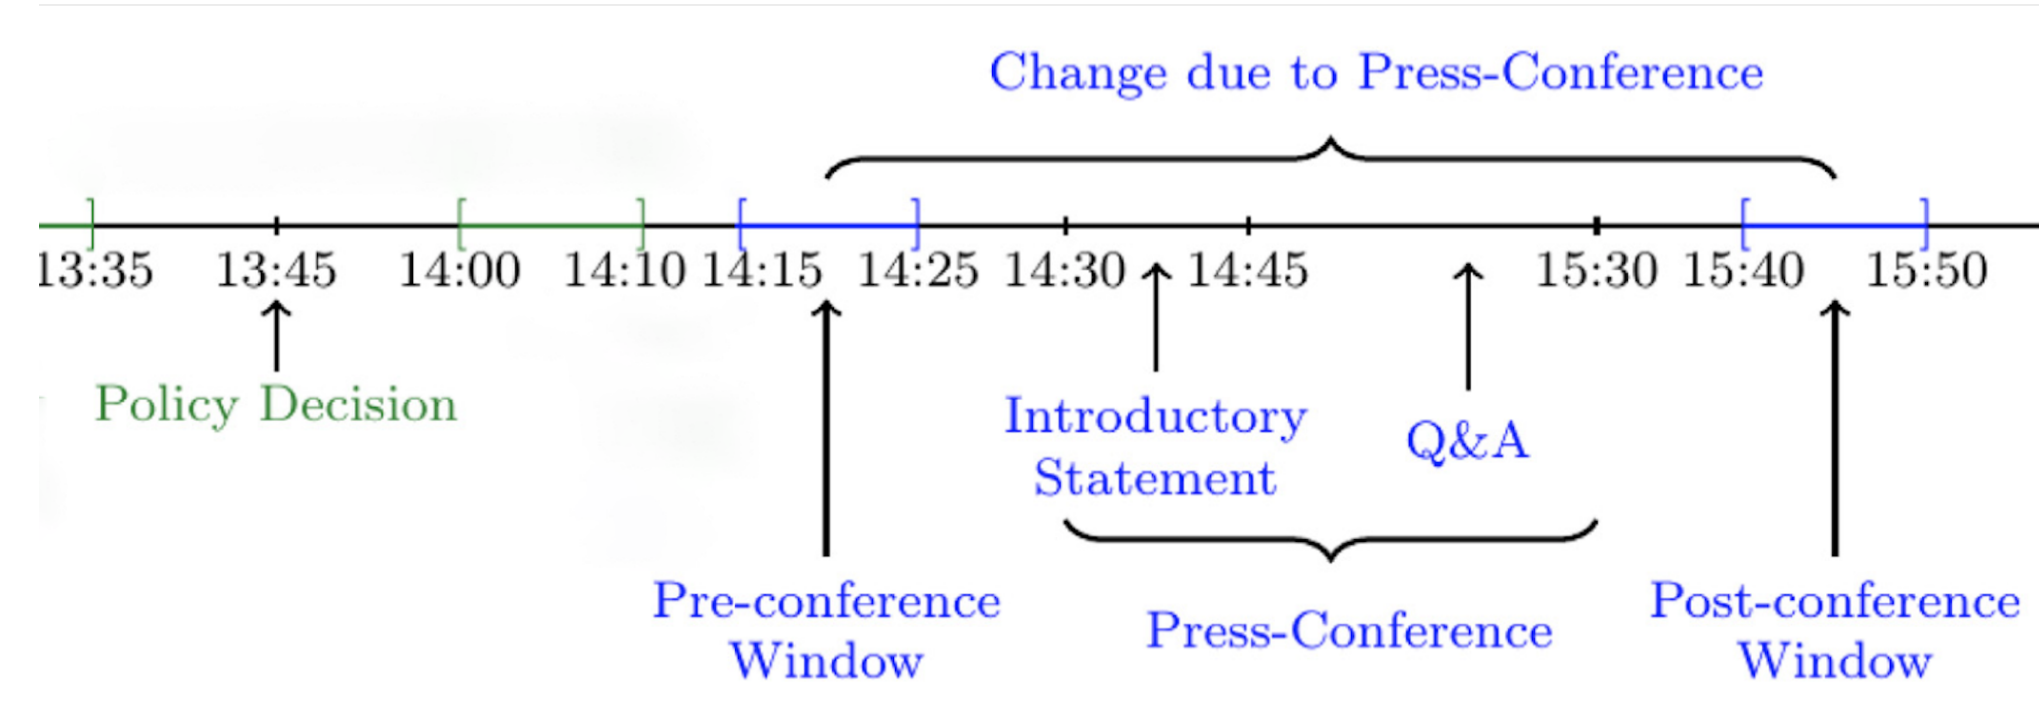 Change due to Press-Conference
13:35 13:45 14:00 14:10 14:15 14:25 14:30 14:45 15:30 15:40 15:50
Policy Decision
Introductory
Statement
Q&A
Pre-conference
Window
Press-Conference
Post-conference
Window